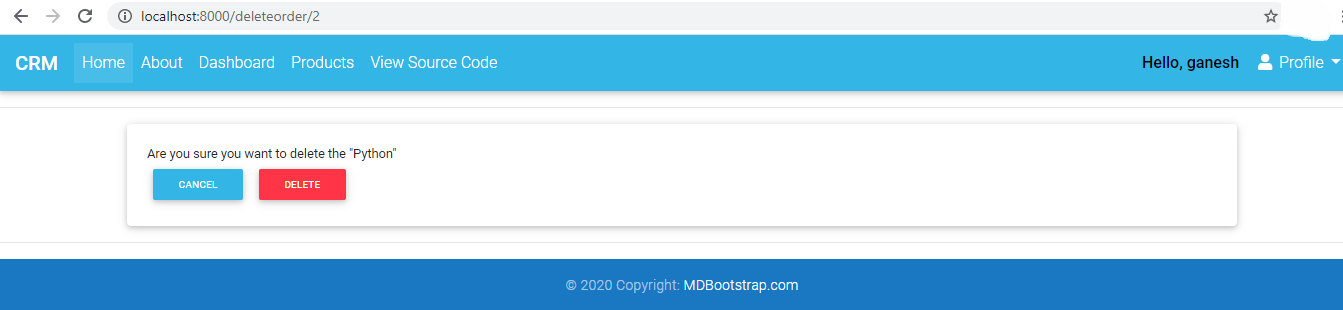 localhost:8000/deleteorder/2
CRM Home About Dashboard Products View Source Code Hello, ganesh Profile
Are you sure you want to delete the "Python"
CANCEL DELETE
© 2020 Copyright: MDBootstrap.com